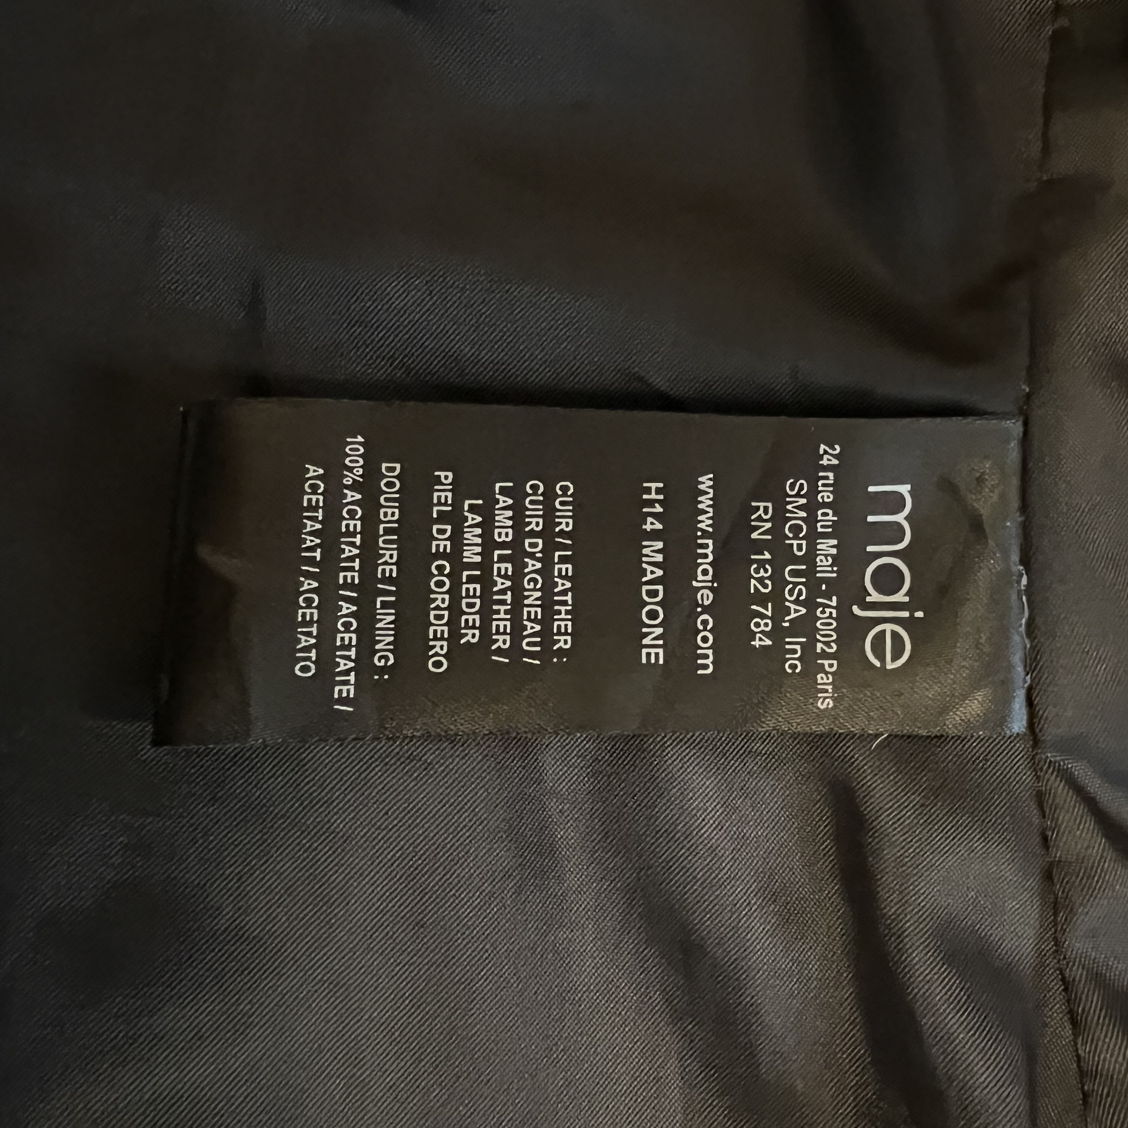 maje
24 rue du Mail - 75002 Paris
SMCP USA, Inc
RN 132 784
www.maje.com
H14 MADONE
CUIR / LEATHER :
CUIR D'AGNEAU /
LAMB LEATHER /
LAMM LEDER
PIEL DE CORDERO
DOUBLURE / LINING :
100% ACETATE / ACETATE /
ACETAAT / ACETATO